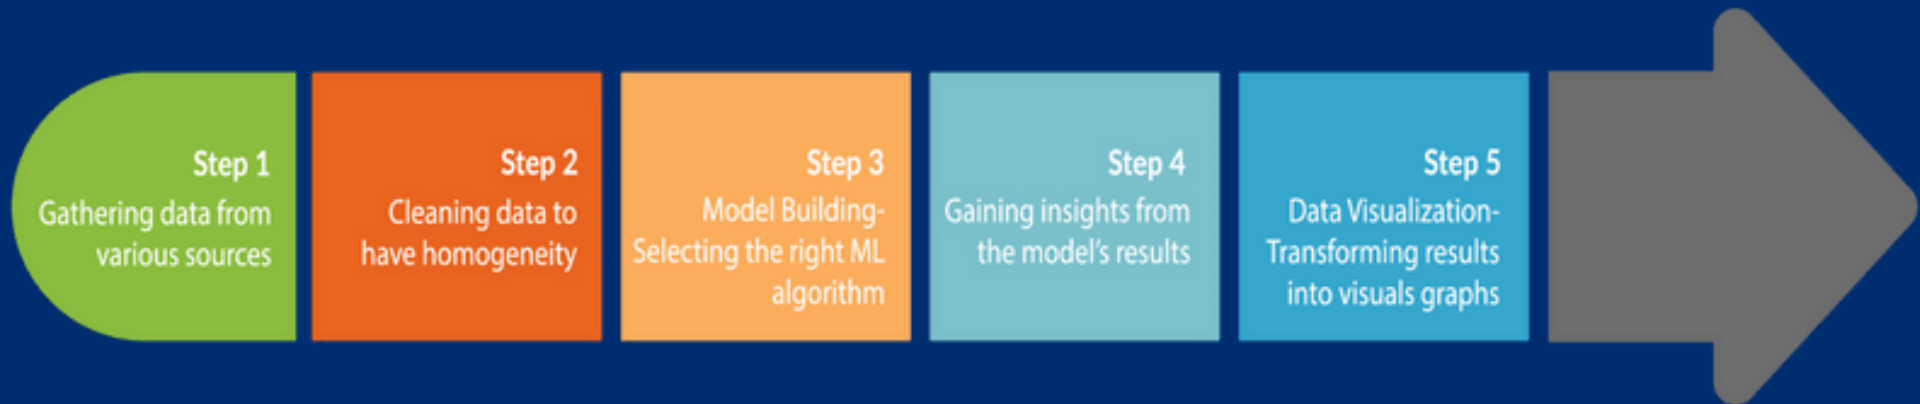 Step 1
Gathering data from
various sources
Step 2
Cleaning data to
have homogeneity
Step 3
Model Building-
Selecting the right ML
algorithm
Step 4
Gaining insights from
the model's results
Step 5
Data Visualization-
Transforming results
into visuals graphs